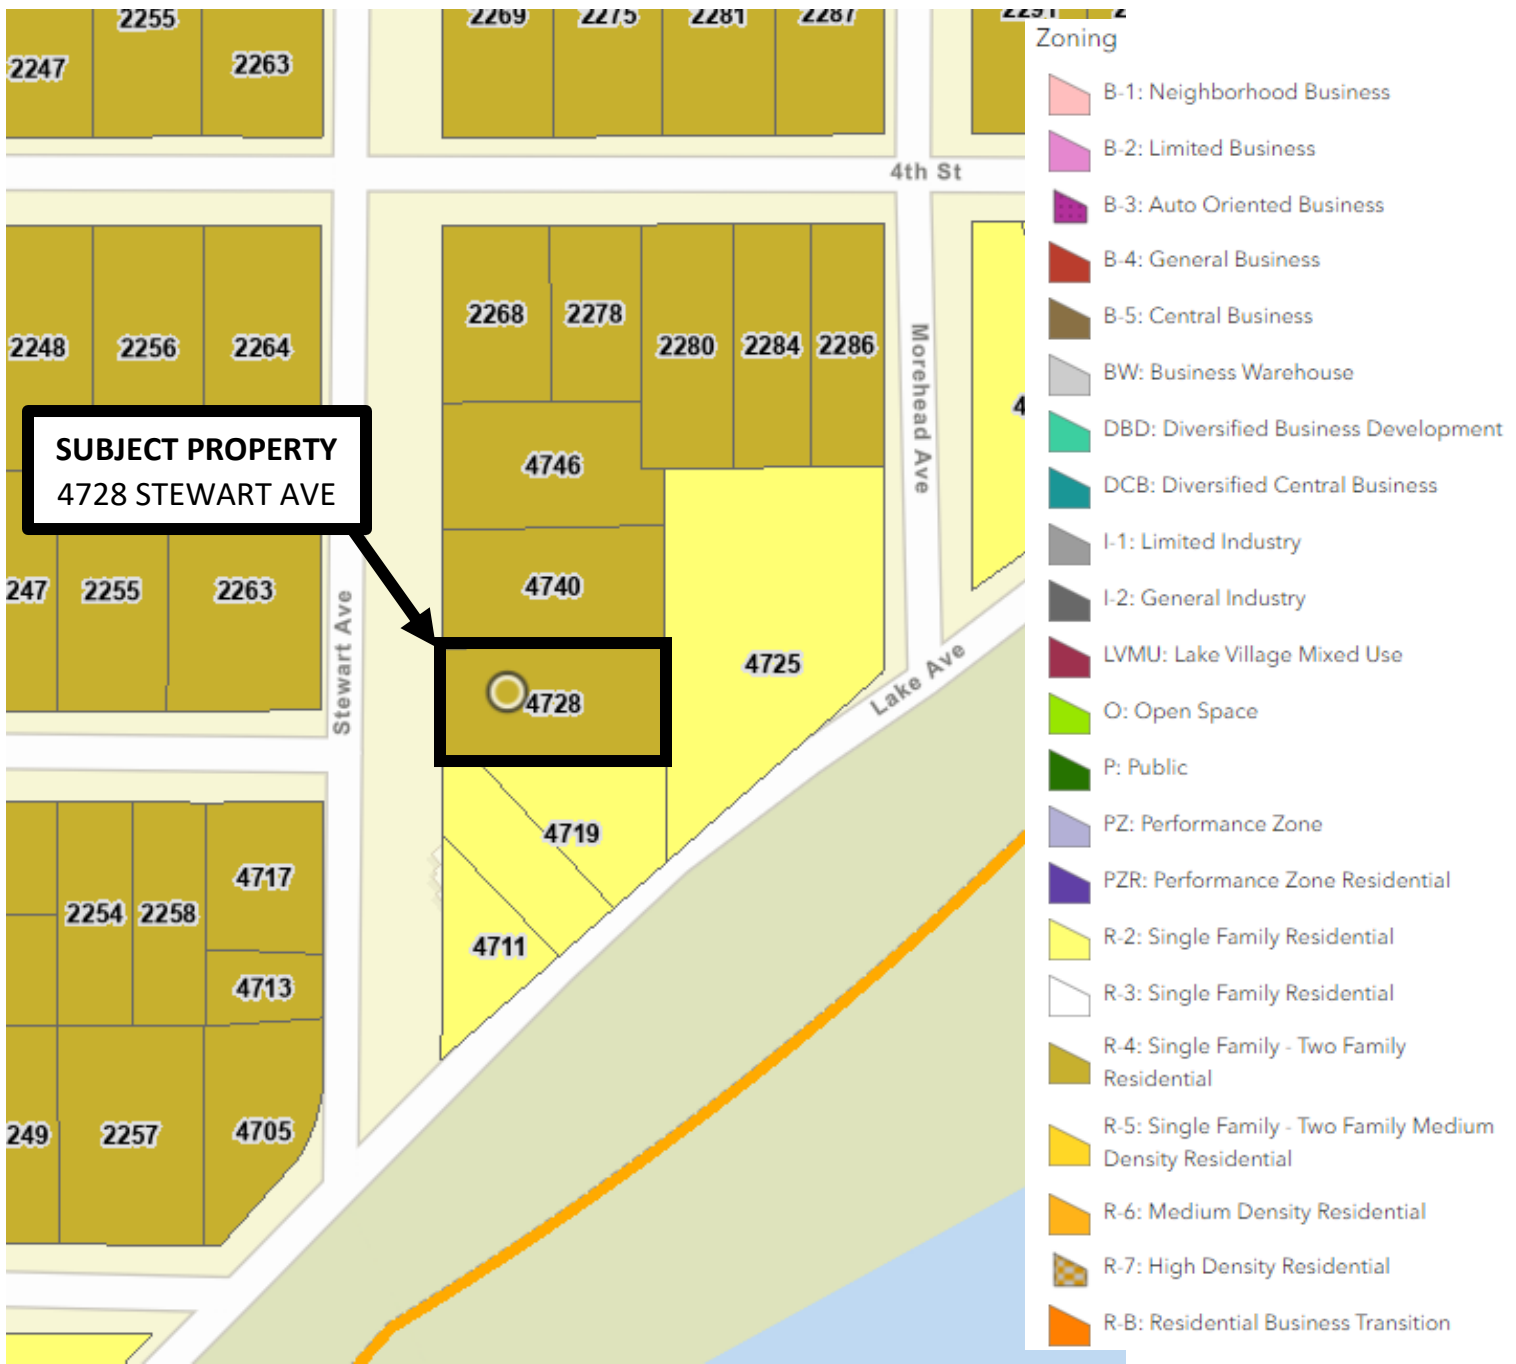 2255
2269
2275
2281
2287
2291
2247
2263
4th St
2268
2278
2280
2284
2286
2248
2256
2264
Morehead Ave
4
SUBJECT PROPERTY
4728 STEWART AVE
4746
247
2255
2263
4740
Stewart Ave
4728
4725
Lake Ave
4719
4717
2254
2258
4711
4713
249
2257
4705
Zoning
B-1: Neighborhood Business
B-2: Limited Business
B-3: Auto Oriented Business
B-4: General Business
B-5: Central Business
BW: Business Warehouse
DBD: Diversified Business Development
DCB: Diversified Central Business
I-1: Limited Industry
I-2: General Industry
LVMU: Lake Village Mixed Use
O: Open Space
P: Public
PZ: Performance Zone
PZR: Performance Zone Residential
R-2: Single Family Residential
R-3: Single Family Residential
R-4: Single Family - Two Family
Residential
R-5: Single Family - Two Family Medium
Density Residential
R-6: Medium Density Residential
R-7: High Density Residential
R-B: Residential Business Transition